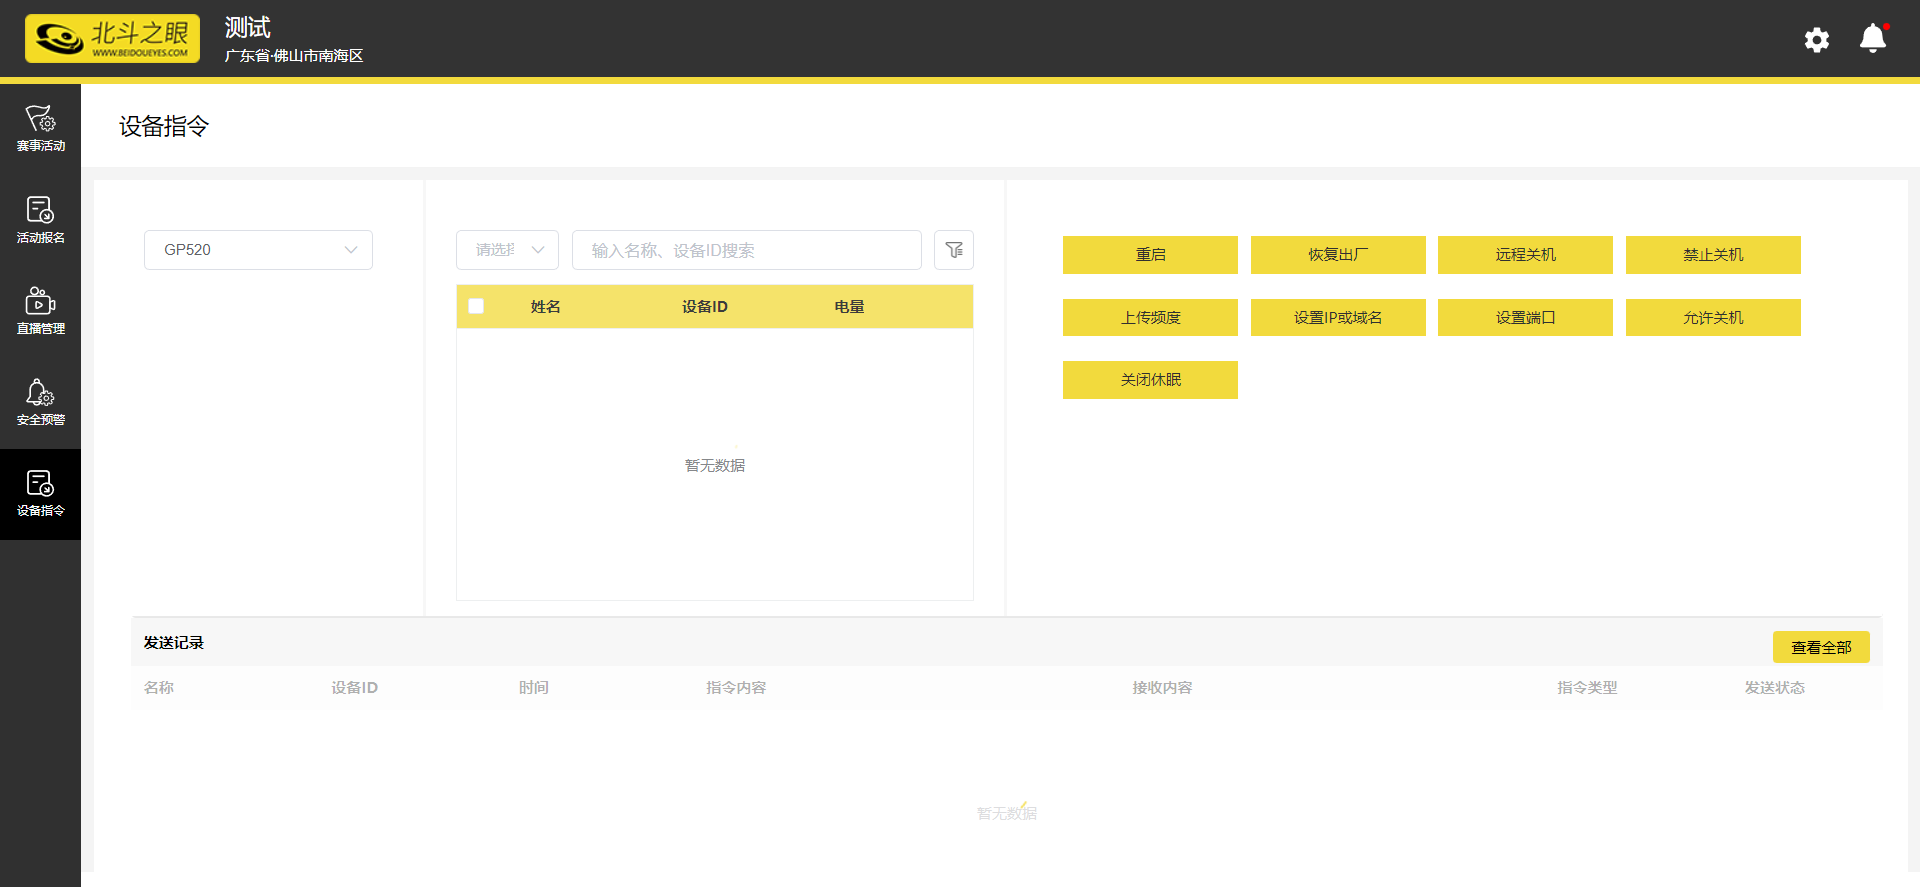 北斗之眼
WWW.BEIDOUEYES.COM
测试
广东省·佛山市南海区
赛事活动
活动报名
直播管理
安全预警
设备指令
设备指令
GP520
请选择
输入名称、设备ID搜索
姓名 设备ID 电量
暂无数据
重启 恢复出厂 远程关机 禁止关机
上传频度 设置IP或域名 设置端口 允许关机
关闭休眠
发送记录
查看全部
名称 设备ID 时间 指令内容 接收内容 指令类型 发送状态
暂无数据